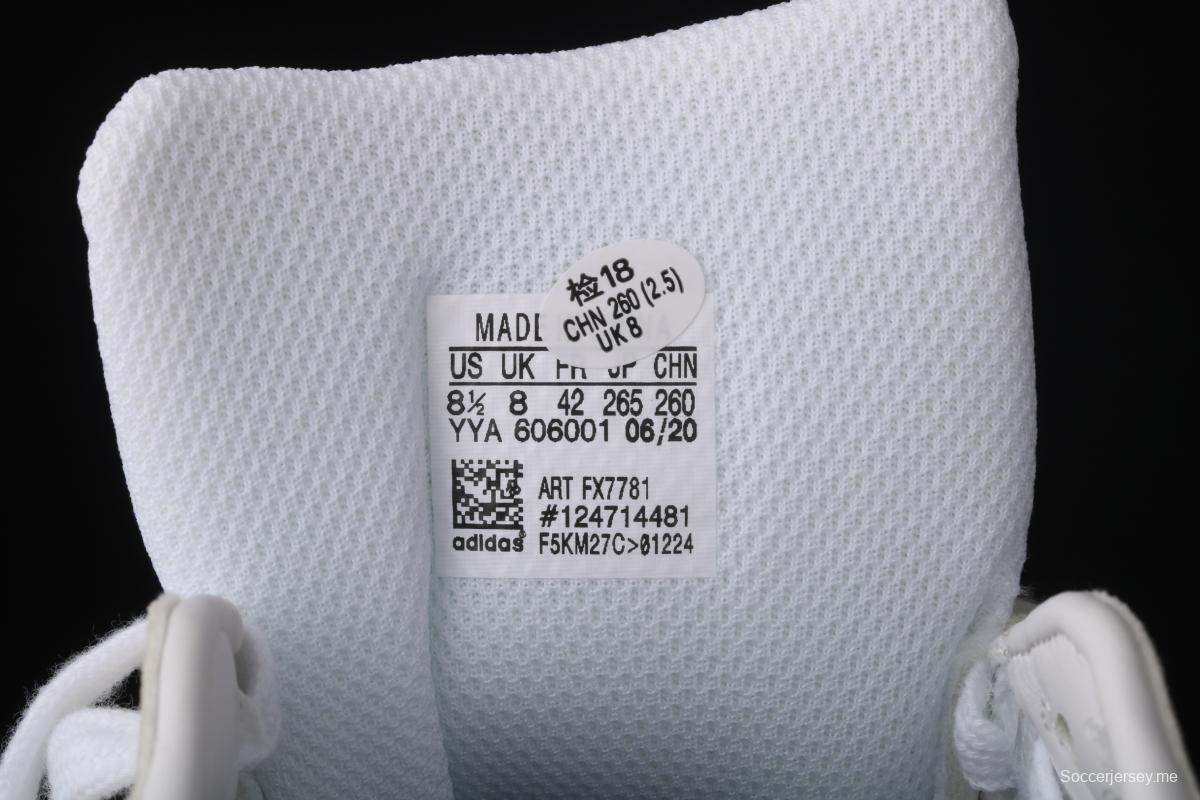 检18
CHN 260 (2.5)
UK 8
US UK FR JP CHN
8½ 8 42 265 260
YYA 606001 06/20
ART FX7781
#124714481
adidas F5KM27C>01224
Soccerjersey.me